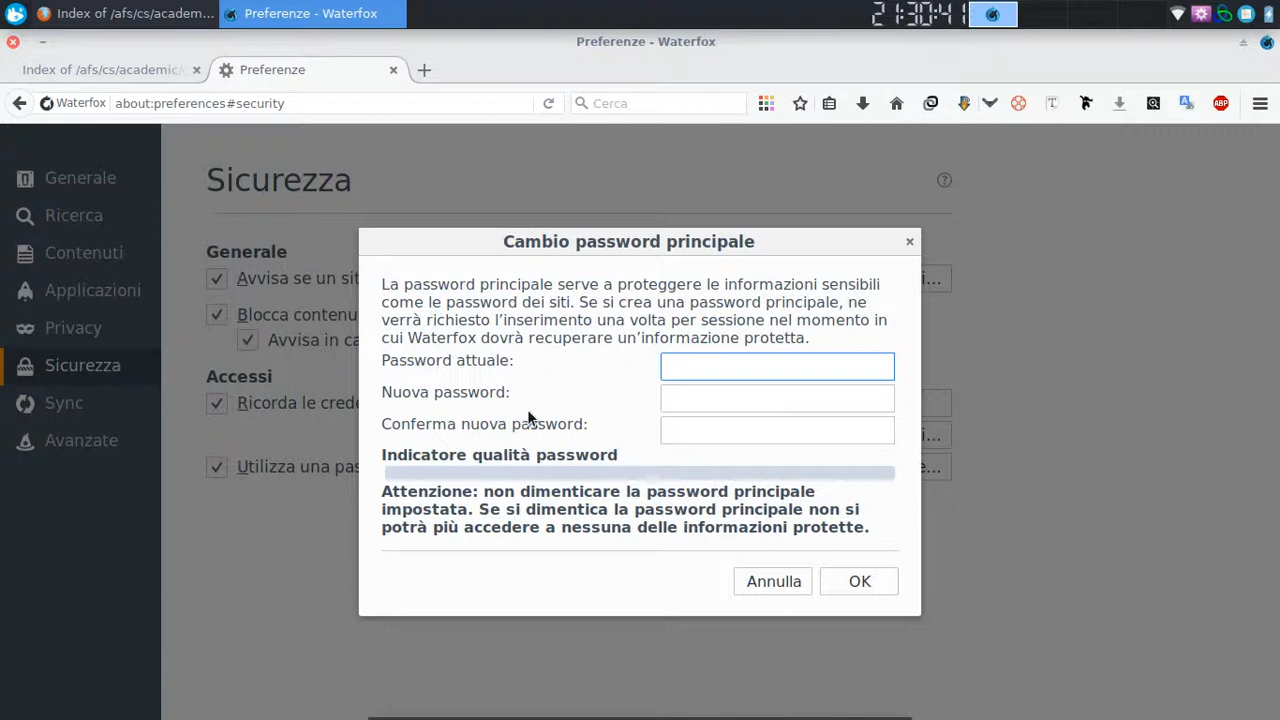 Index of /afs/cs/academ...
Preferenze - Waterfox
21:30:41
Preferenze - Waterfox
Index of /afs/cs/academic/
Preferenze
Waterfox
about:preferences#security
Cerca
ABP
Generale
Ricerca
Contenuti
Applicazioni
Privacy
Sicurezza
Sync
Avanzate
Sicurezza
Generale
Avvisa se un sit
i...
Blocca contenu
Avvisa in ca
Accessi
Ricorda le crede
i...
Utilizza una pas
e...
Cambio password principale
La password principale serve a proteggere le informazioni sensibili
come le password dei siti. Se si crea una password principale, ne
verrà richiesto l’inserimento una volta per sessione nel momento in
cui Waterfox dovrà recuperare un’informazione protetta.
Password attuale:
Nuova password:
Conferma nuova password:
Indicatore qualità password
Attenzione: non dimenticare la password principale
impostata. Se si dimentica la password principale non si
potrà più accedere a nessuna delle informazioni protette.
Annulla
OK